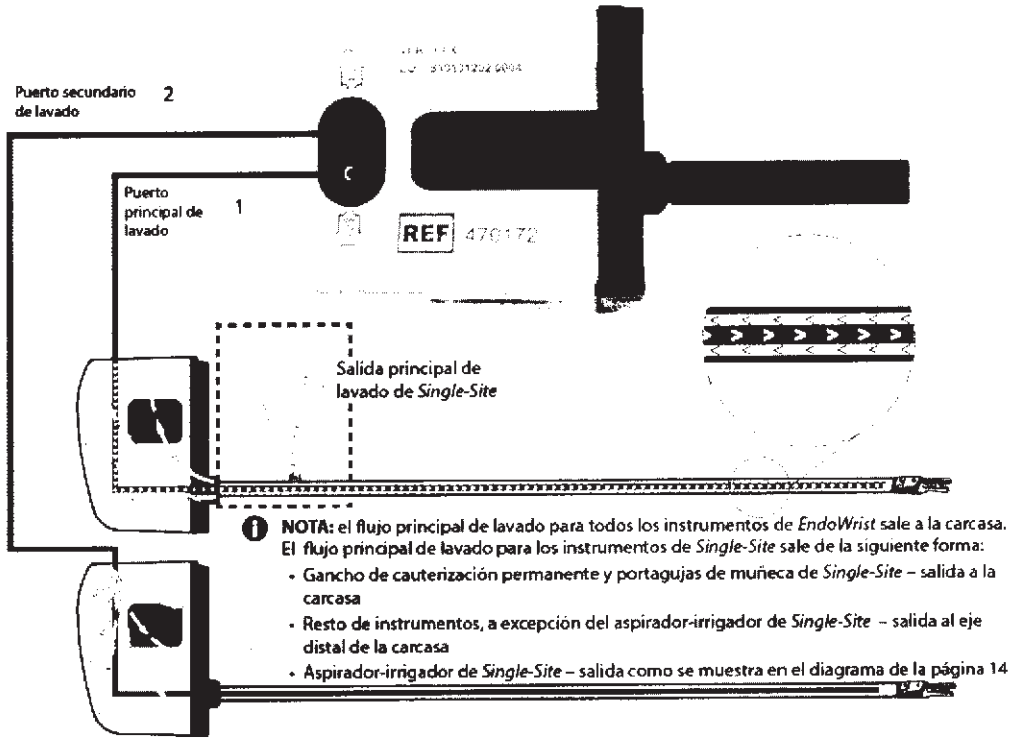 Puerto secundario 2
de lavado
Puerto
principal de 1
lavado
REF 470172
Salida principal de
lavado de Single-Site
NOTA: el flujo principal de lavado para todos los instrumentos de EndoWrist sale a la carcasa.
El flujo principal de lavado para los instrumentos de Single-Site sale de la siguiente forma:
• Gancho de cauterización permanente y portagujas de muñeca de Single-Site – salida a la
carcasa
• Resto de instrumentos, a excepción del aspirador-irrigador de Single-Site – salida al eje
distal de la carcasa
• Aspirador-irrigador de Single-Site – salida como se muestra en el diagrama de la página 14